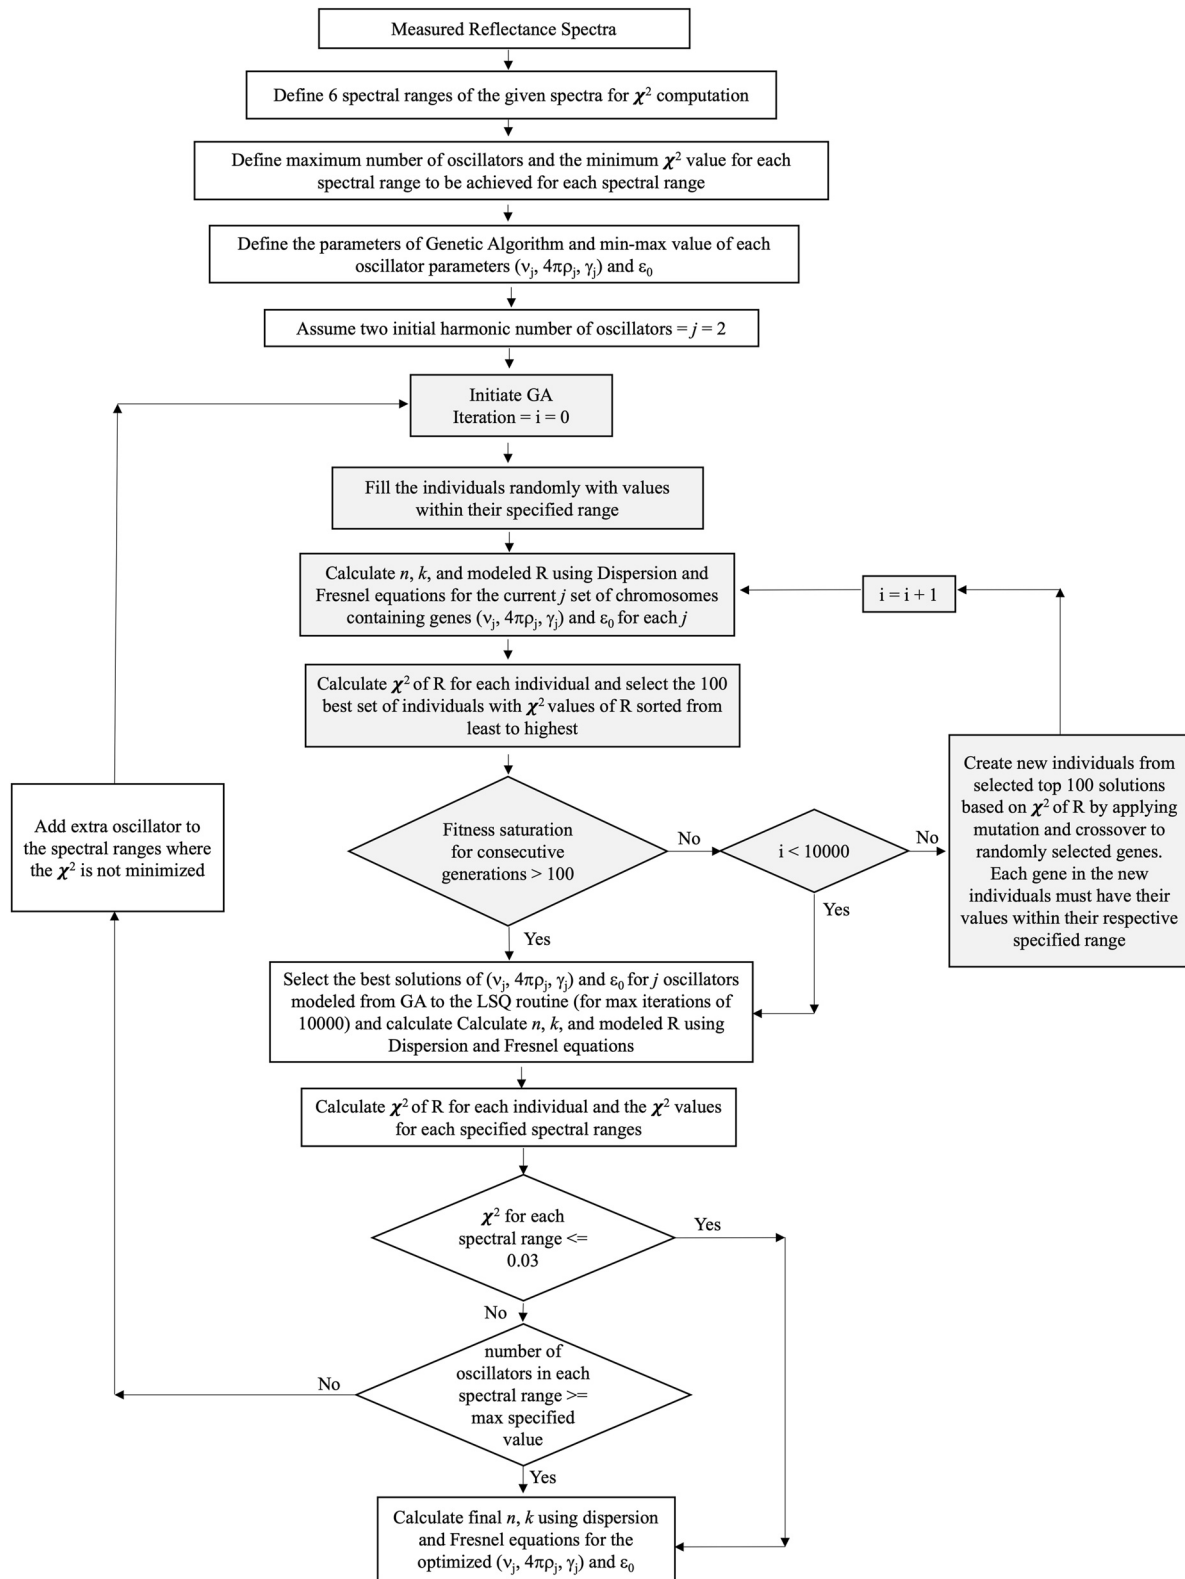 Measured Reflectance Spectra
Define 6 spectral ranges of the given spectra for χ² computation
Define maximum number of oscillators and the minimum χ² value for each
spectral range to be achieved for each spectral range
Define the parameters of Genetic Algorithm and min-max value of each
oscillator parameters (νⱼ, 4πρⱼ, γⱼ) and ε₀
Assume two initial harmonic number of oscillators = j = 2
Initiate GA
Iteration = i = 0
Fill the individuals randomly with values
within their specified range
Calculate n, k, and modeled R using Dispersion and
Fresnel equations for the current j set of chromosomes
containing genes (νⱼ, 4πρⱼ, γⱼ) and ε₀ for each j
i = i + 1
Calculate χ² of R for each individual and select the 100
best set of individuals with χ² values of R sorted from
least to highest
Fitness saturation
for consecutive
generations > 100
No
i < 10000
No
Create new individuals from
selected top 100 solutions
based on χ² of R by applying
mutation and crossover to
randomly selected genes.
Each gene in the new
individuals must have their
values within their respective
specified range
Add extra oscillator to
the spectral ranges where
the χ² is not minimized
Yes
Yes
Select the best solutions of (νⱼ, 4πρⱼ, γⱼ) and ε₀ for j oscillators
modeled from GA to the LSQ routine (for max iterations of
10000) and calculate Calculate n, k, and modeled R using
Dispersion and Fresnel equations
Calculate χ² of R for each individual and the χ² values
for each specified spectral ranges
χ² for each
spectral range <=
0.03
Yes
No
number of
oscillators in each
spectral range >=
max specified
value
No
Yes
Calculate final n, k using dispersion
and Fresnel equations for the
optimized (νⱼ, 4πρⱼ, γⱼ) and ε₀